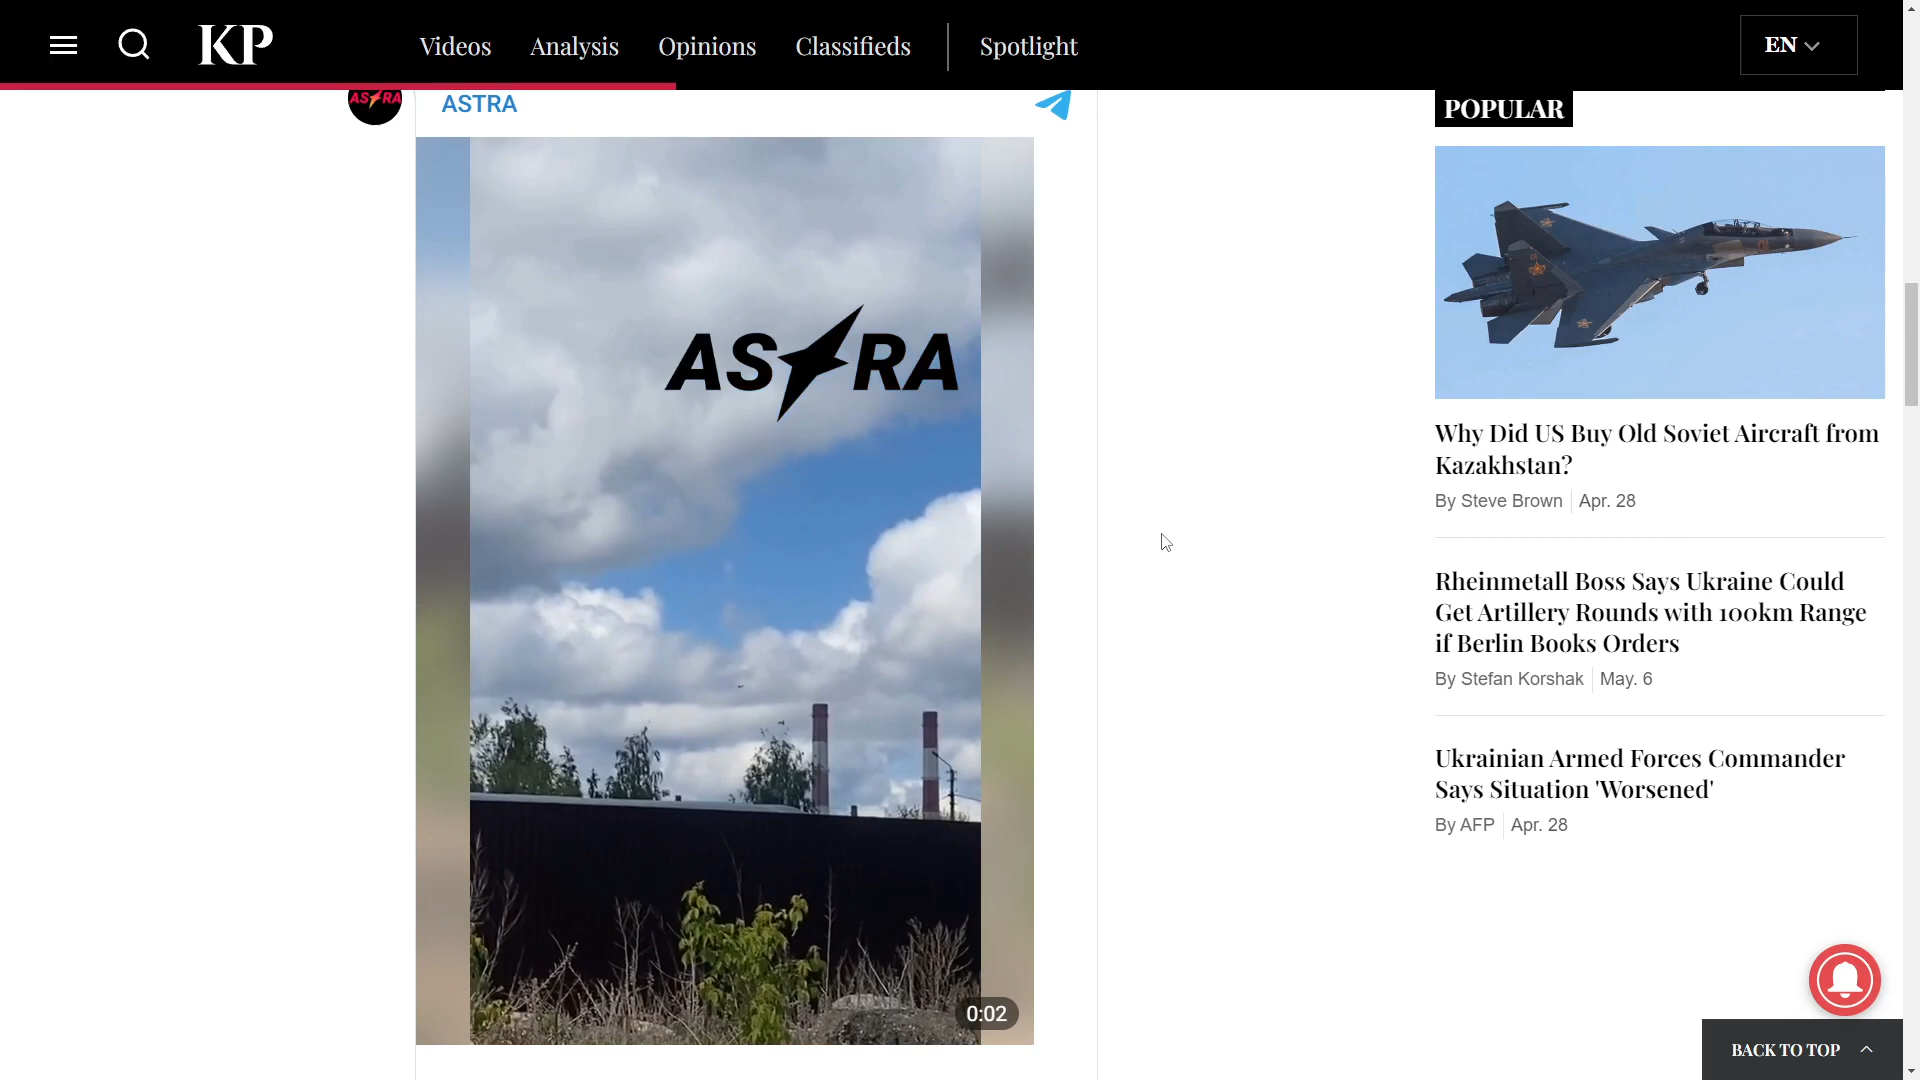 KP
Videos
Analysis
Opinions
Classifieds
Spotlight
EN
ASTRA
ASTRA
ASTRA
0:02
POPULAR
Why Did US Buy Old Soviet Aircraft from
Kazakhstan?
By Steve Brown
Apr. 28
Rheinmetall Boss Says Ukraine Could
Get Artillery Rounds with 100km Range
if Berlin Books Orders
By Stefan Korshak
May. 6
Ukrainian Armed Forces Commander
Says Situation 'Worsened'
By AFP
Apr. 28
BACK TO TOP